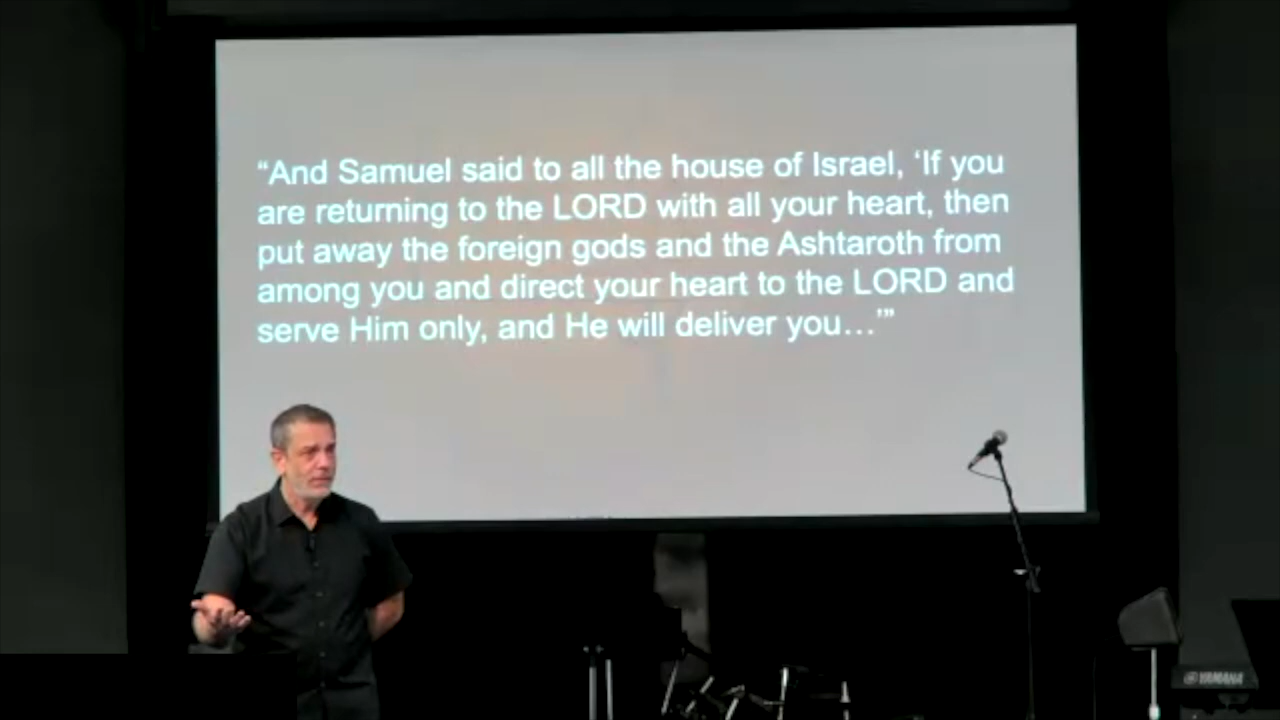 “And Samuel said to all the house of Israel, ‘If you
are returning to the LORD with all your heart, then
put away the foreign gods and the Ashtaroth from
among you and direct your heart to the LORD and
serve Him only, and He will deliver you…’”
YAMAHA